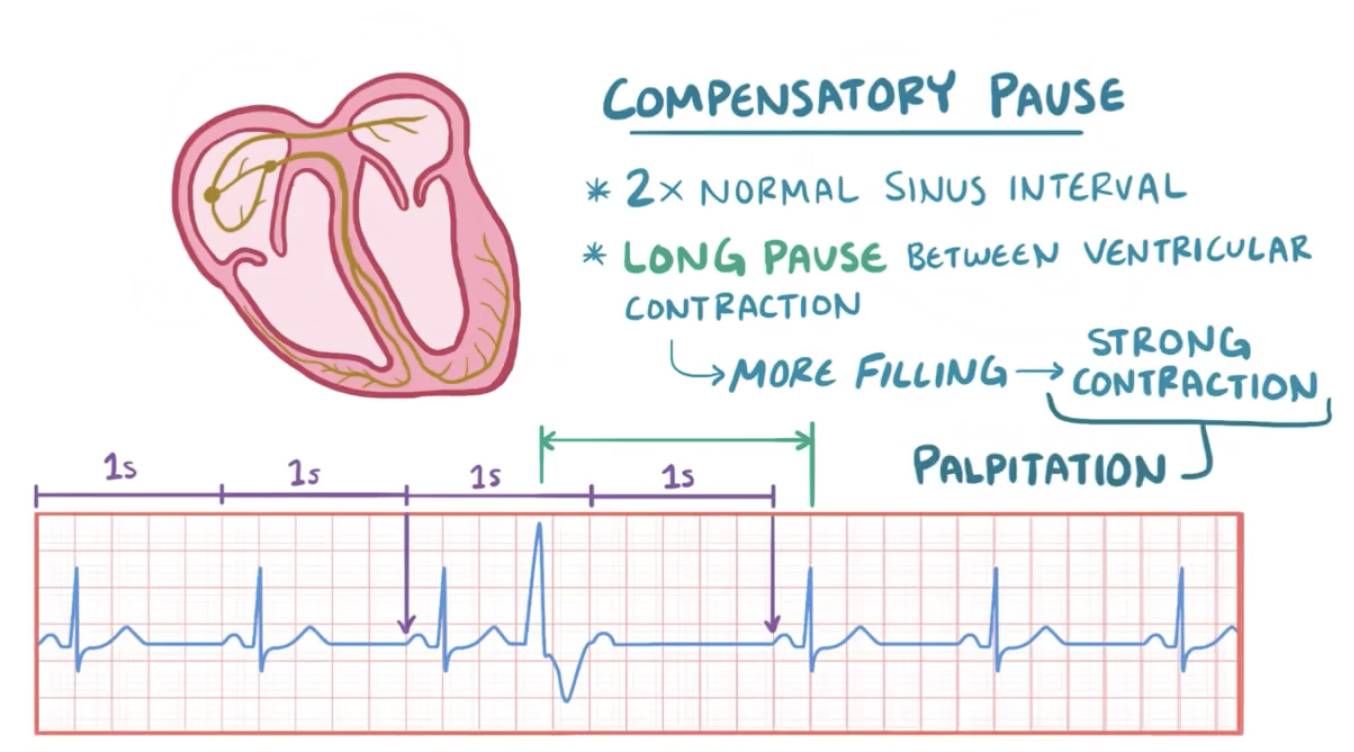 COMPENSATORY PAUSE
* 2x NORMAL SINUS INTERVAL
* LONG PAUSE BETWEEN VENTRICULAR
CONTRACTION
MORE FILLING → STRONG
CONTRACTION
PALPITATION
1s 1s 1s 1s